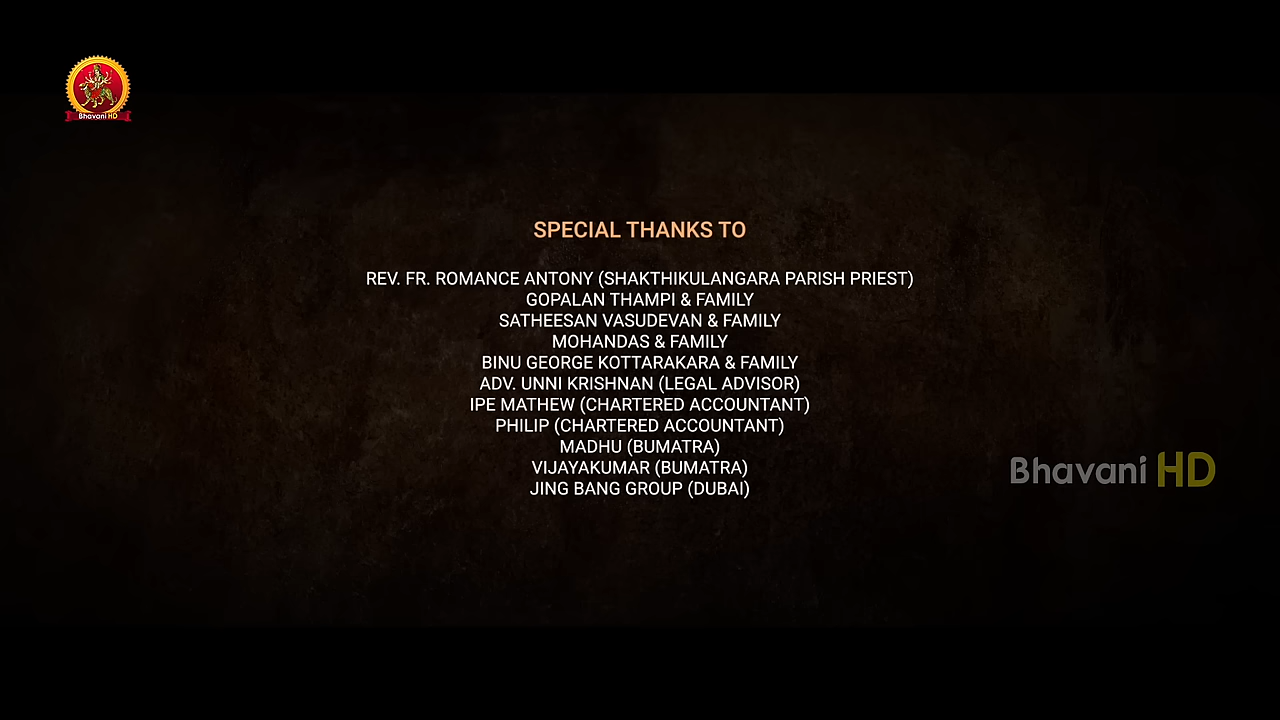 Bhavani HD
SPECIAL THANKS TO
REV. FR. ROMANCE ANTONY (SHAKTHIKULANGARA PARISH PRIEST)
GOPALAN THAMPI & FAMILY
SATHEESAN VASUDEVAN & FAMILY
MOHANDAS & FAMILY
BINU GEORGE KOTTARAKARA & FAMILY
ADV. UNNI KRISHNAN (LEGAL ADVISOR)
IPE MATHEW (CHARTERED ACCOUNTANT)
PHILIP (CHARTERED ACCOUNTANT)
MADHU (BUMATRA)
VIJAYAKUMAR (BUMATRA)
JING BANG GROUP (DUBAI)
Bhavani HD